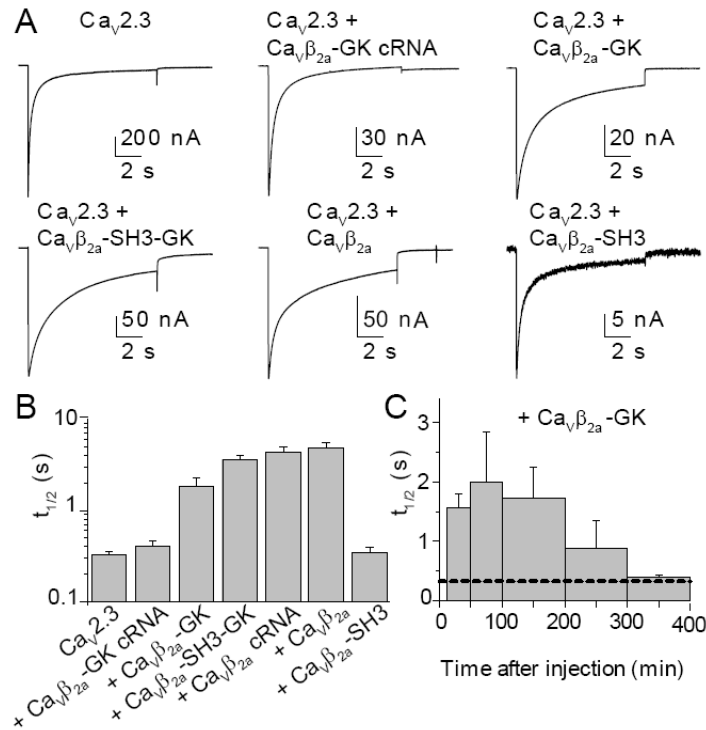 A
CaV2.3
CaV2.3 +
CaVβ2a-GK cRNA
CaV2.3 +
CaVβ2a-GK
200 nA
2 s
30 nA
2 s
20 nA
2 s
CaV2.3 +
CaVβ2a-SH3-GK
CaV2.3 +
CaVβ2a
CaV2.3 +
CaVβ2a-SH3
50 nA
2 s
50 nA
2 s
5 nA
2 s
B
t1/2 (s)
10
1
0.1
CaV2.3
+ CaVβ2a-GK cRNA
+ CaVβ2a-GK
+ CaVβ2a-SH3-GK
+ CaVβ2a cRNA
+ CaVβ2a
+ CaVβ2a-SH3
C
+ CaVβ2a-GK
t1/2 (s)
3
2
1
0
0 100 200 300 400
Time after injection (min)